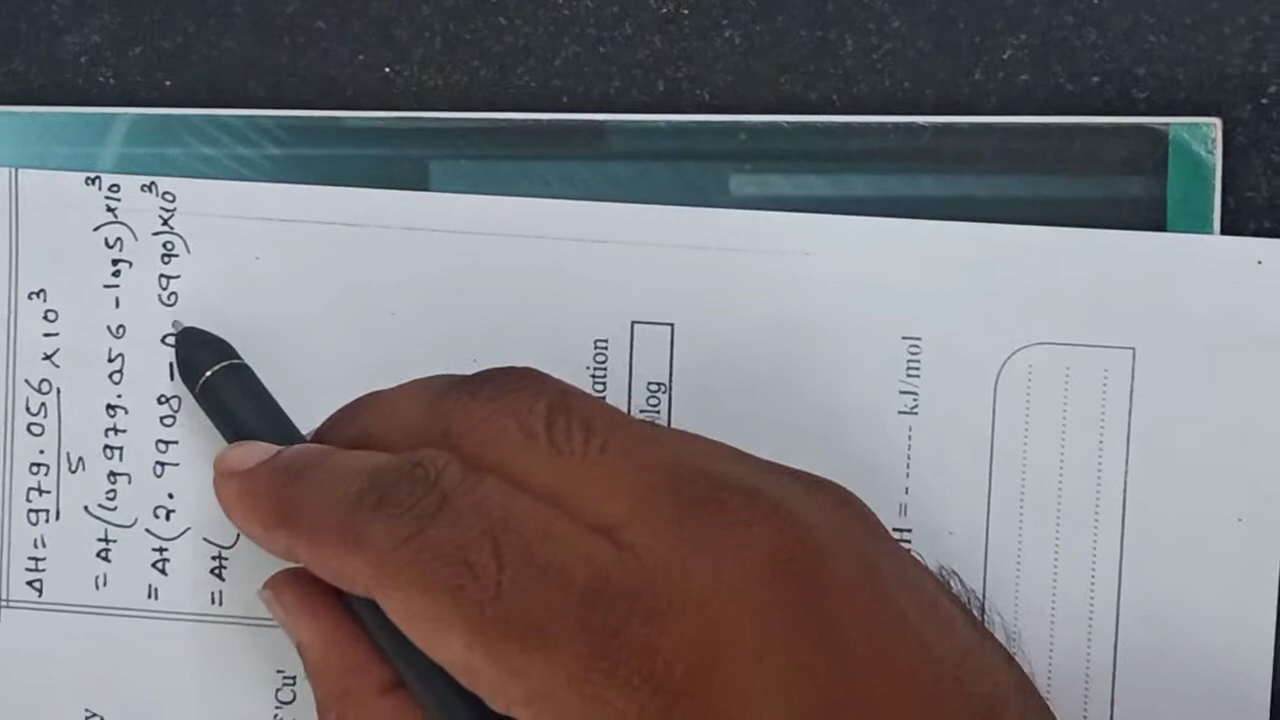 ΔH = 979.056 × 10³
5
= At(log 979.056 - log 5) × 10³
= At(2.9908 - 0.6990) × 10³
= At(
'Cu'
log
H = - - - - - - - kJ/mol